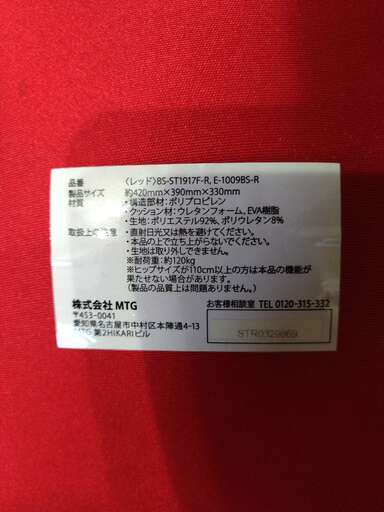 品番 〈レッド〉BS-ST1917F-R, E-1009BS-R
製品サイズ 約420mm×390mm×330mm
材質 ・構造部材：ポリプロピレン
・クッション材：ウレタンフォーム、EVA樹脂
・生地：ポリエステル92%、ポリウレタン8%
取扱上の注意 ・直射日光又は熱を避けてください。
・本品の上で立ち上がらないでください。
・生地は取り外しできません。
※耐荷重：約120kg
※ヒップサイズが110cm以上の方は本品の機能が
果たせない場合があります。
（製品の品質上は問題ありません。）
株式会社 MTG お客様相談室 TEL 0120-315-332
〒453-0041
愛知県名古屋市中村区本陣通4-13
MTG 第2HIKARIビル
STR0329869